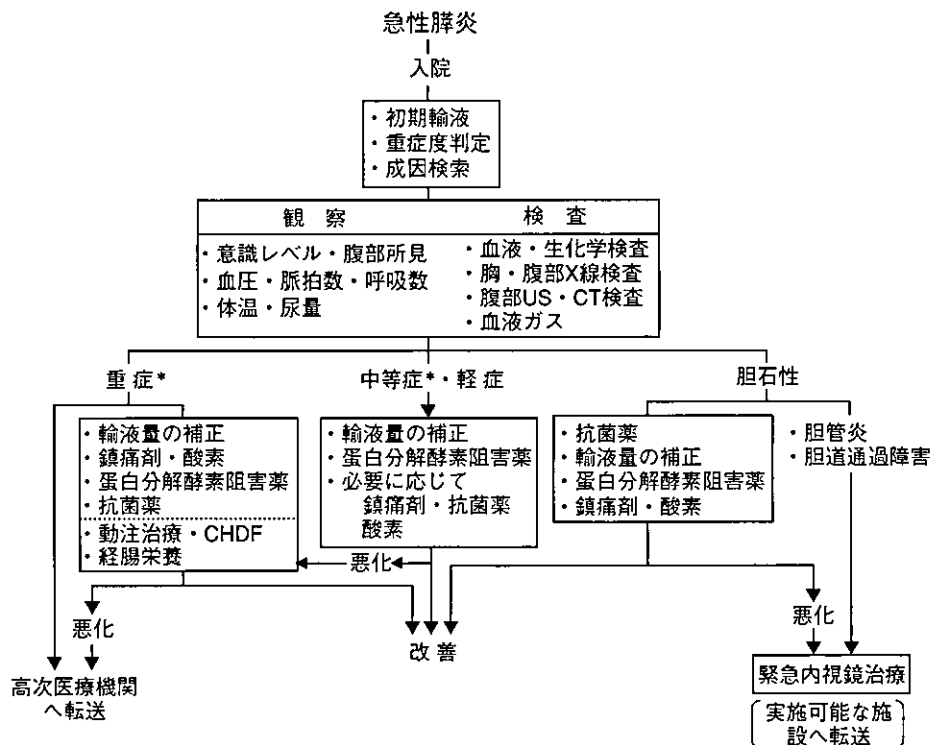 急性膵炎
入院
・初期輸液
・重症度判定
・成因検索
観 察
・意識レベル・腹部所見
・血圧・脈拍数・呼吸数
・体温・尿量
検 査
・血液・生化学検査
・胸・腹部X線検査
・腹部US・CT検査
・血液ガス
重 症*
・輸液量の補正
・鎮痛剤・酸素
・蛋白分解酵素阻害薬
・抗菌薬
・動注治療・CHDF
・経腸栄養
中等症*・軽 症
・輸液量の補正
・蛋白分解酵素阻害薬
・必要に応じて
鎮痛剤・抗菌薬
酸素
胆石性
・抗菌薬
・輸液量の補正
・蛋白分解酵素阻害薬
・鎮痛剤・酸素
・胆管炎
・胆道通過障害
悪化
悪化
悪化
高次医療機関
へ転送
改 善
緊急内視鏡治療
実施可能な施
設へ転送